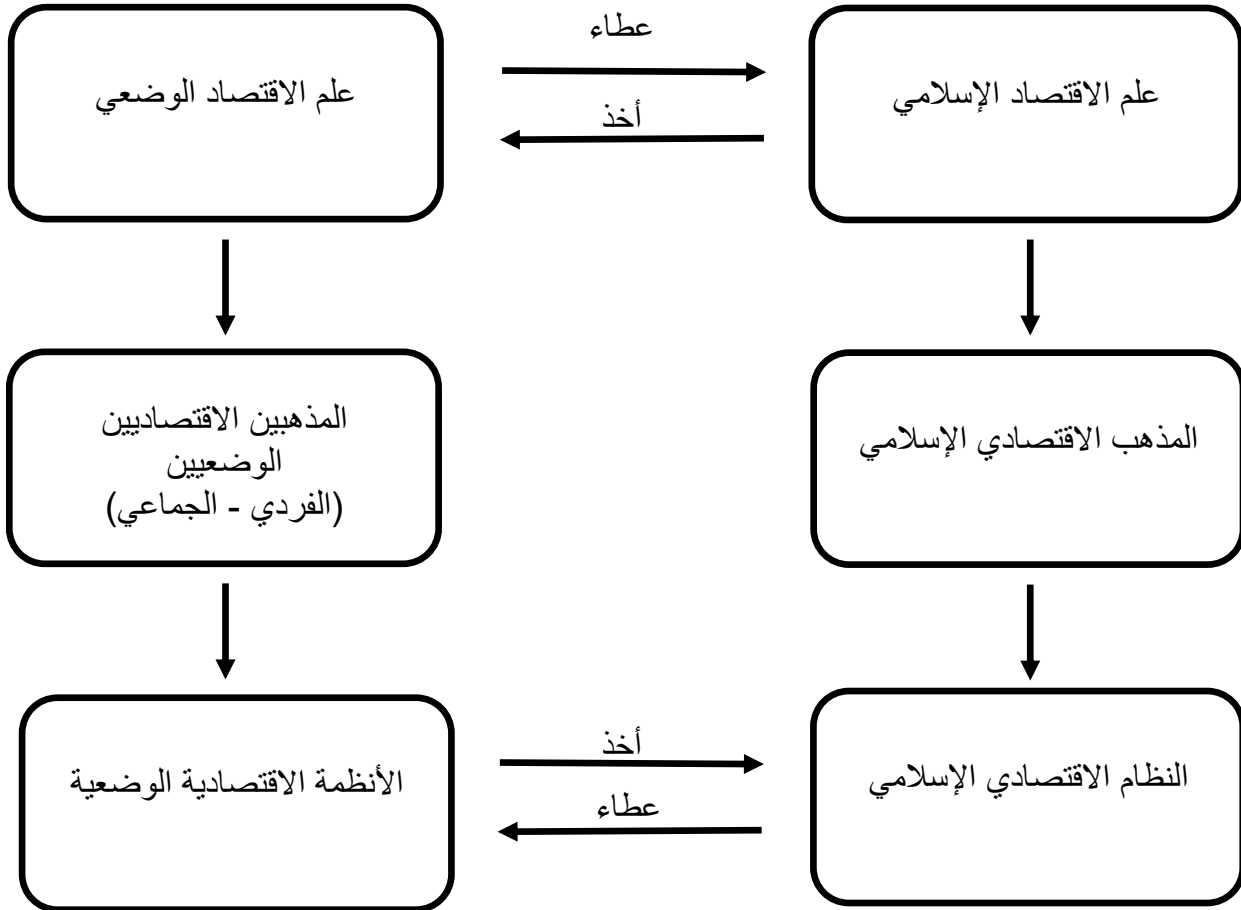 علم الاقتصاد الإسلامي
عطاء
أخذ
علم الاقتصاد الوضعي
المذهب الاقتصادي الإسلامي
المذهبين الاقتصاديين
الوضعيين
(الفردي - الجماعي)
النظام الاقتصادي الإسلامي
أخذ
عطاء
الأنظمة الاقتصادية الوضعية